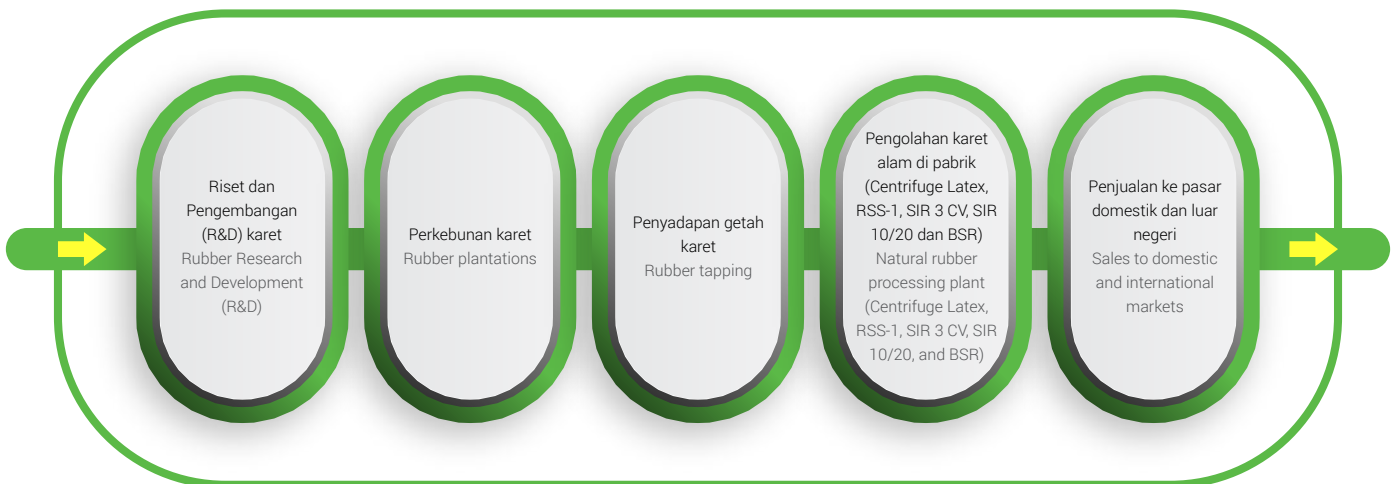 Riset dan
Pengembangan
(R&D) karet
Rubber Research
and Development
(R&D)
Perkebunan karet
Rubber plantations
Penyadapan getah
karet
Rubber tapping
Pengolahan karet
alam di pabrik
(Centrifuge Latex,
RSS-1, SIR 3 CV, SIR
10/20 dan BSR)
Natural rubber
processing plant
(Centrifuge Latex,
RSS-1, SIR 3 CV, SIR
10/20, and BSR)
Penjualan ke pasar
domestik dan luar
negeri
Sales to domestic
and international
markets